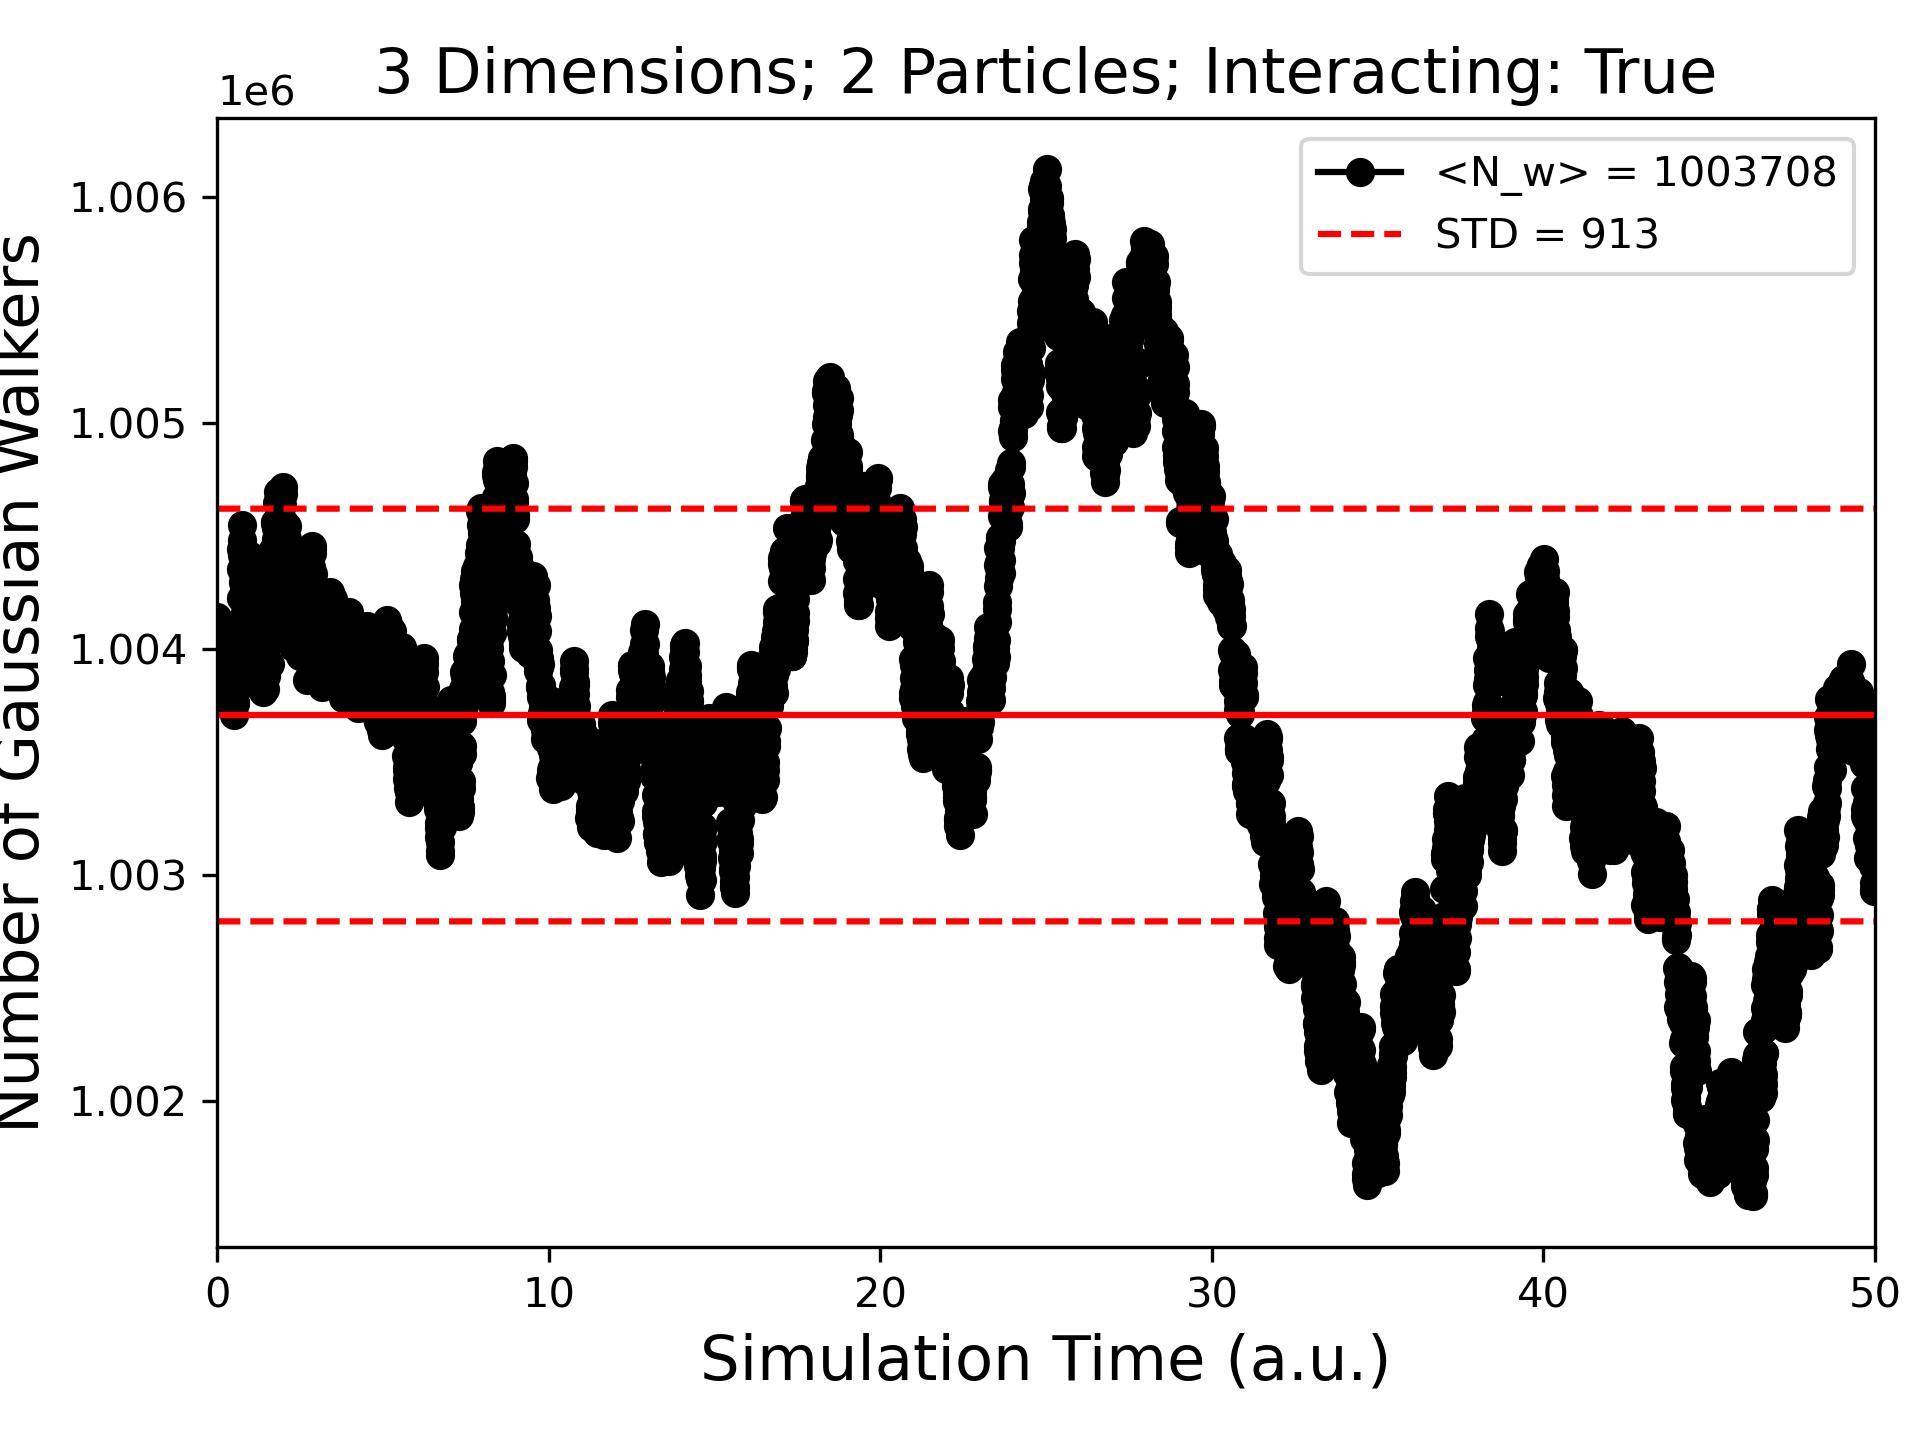 3 Dimensions; 2 Particles; Interacting: True
1e6
<N_w> = 1003708
STD = 913
1.006
1.005
1.004
1.003
1.002
Number of Gaussian Walkers
0 10 20 30 40 50
Simulation Time (a.u.)